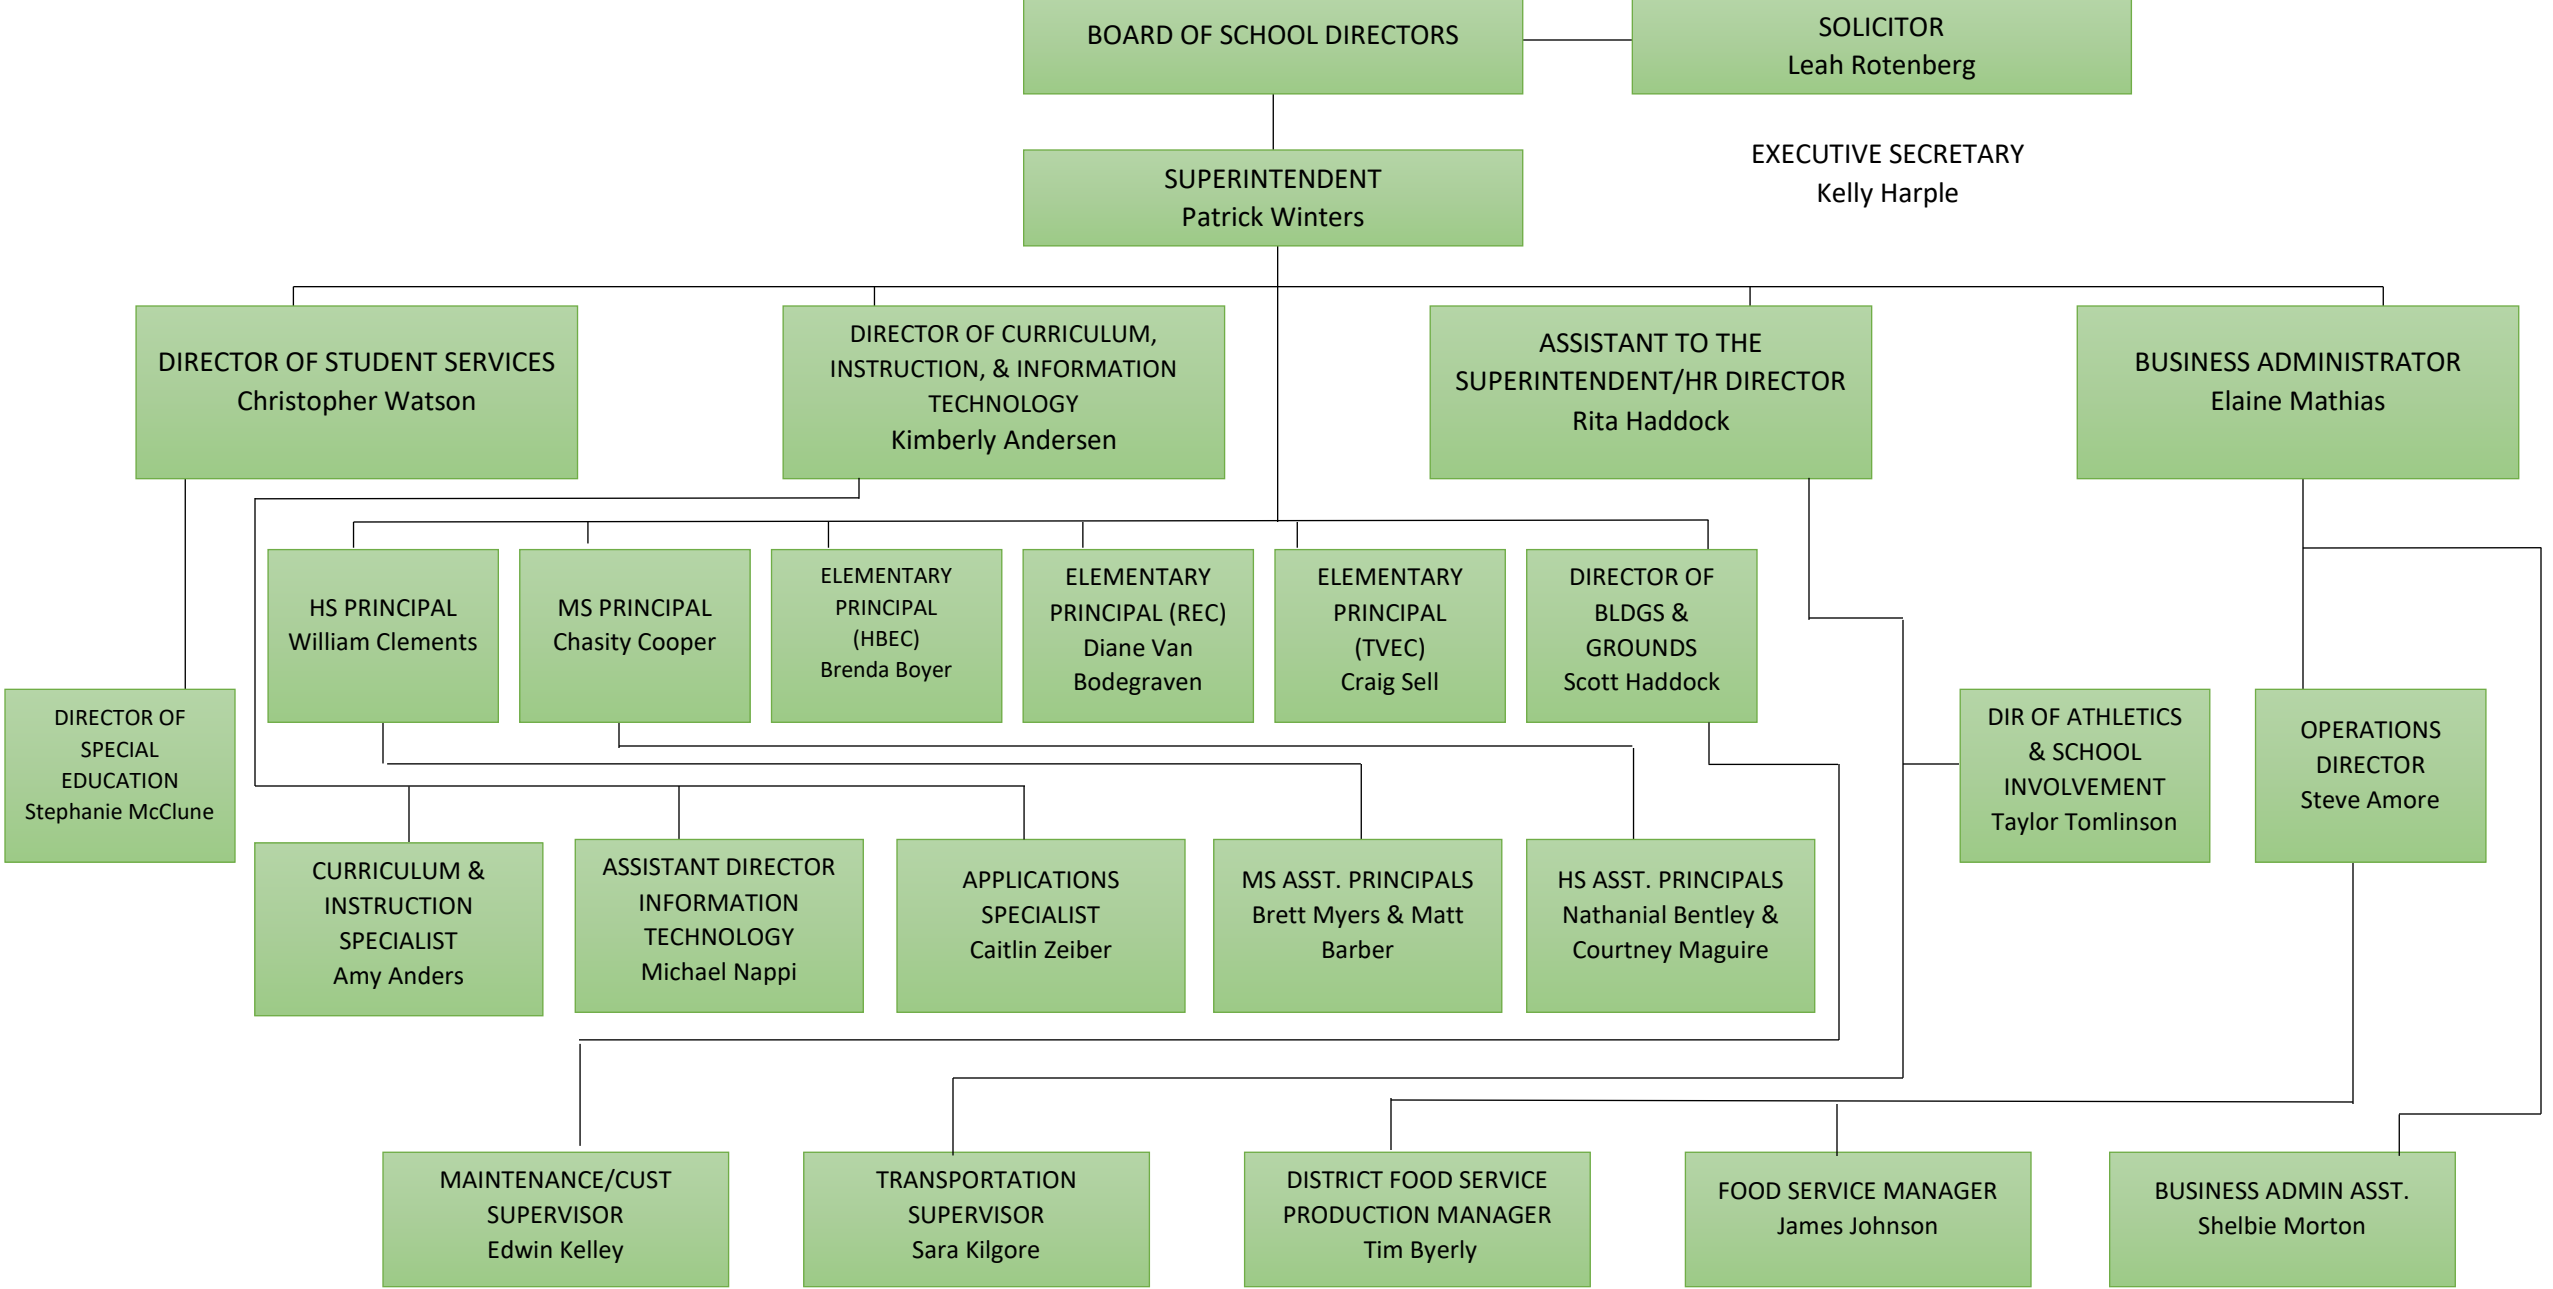 BOARD OF SCHOOL DIRECTORS
SOLICITOR
Leah Rotenberg
SUPERINTENDENT
Patrick Winters
EXECUTIVE SECRETARY
Kelly Harple
DIRECTOR OF STUDENT SERVICES
Christopher Watson
DIRECTOR OF CURRICULUM,
INSTRUCTION, & INFORMATION
TECHNOLOGY
Kimberly Andersen
ASSISTANT TO THE
SUPERINTENDENT/HR DIRECTOR
Rita Haddock
BUSINESS ADMINISTRATOR
Elaine Mathias
HS PRINCIPAL
William Clements
MS PRINCIPAL
Chasity Cooper
ELEMENTARY
PRINCIPAL
(HBEC)
Brenda Boyer
ELEMENTARY
PRINCIPAL (REC)
Diane Van
Bodegraven
ELEMENTARY
PRINCIPAL
(TVEC)
Craig Sell
DIRECTOR OF
BLDGS &
GROUNDS
Scott Haddock
DIRECTOR OF
SPECIAL
EDUCATION
Stephanie McClune
DIR OF ATHLETICS
& SCHOOL
INVOLVEMENT
Taylor Tomlinson
OPERATIONS
DIRECTOR
Steve Amore
CURRICULUM &
INSTRUCTION
SPECIALIST
Amy Anders
ASSISTANT DIRECTOR
INFORMATION
TECHNOLOGY
Michael Nappi
APPLICATIONS
SPECIALIST
Caitlin Zeiber
MS ASST. PRINCIPALS
Brett Myers & Matt
Barber
HS ASST. PRINCIPALS
Nathanial Bentley &
Courtney Maguire
MAINTENANCE/CUST
SUPERVISOR
Edwin Kelley
TRANSPORTATION
SUPERVISOR
Sara Kilgore
DISTRICT FOOD SERVICE
PRODUCTION MANAGER
Tim Byerly
FOOD SERVICE MANAGER
James Johnson
BUSINESS ADMIN ASST.
Shelbie Morton